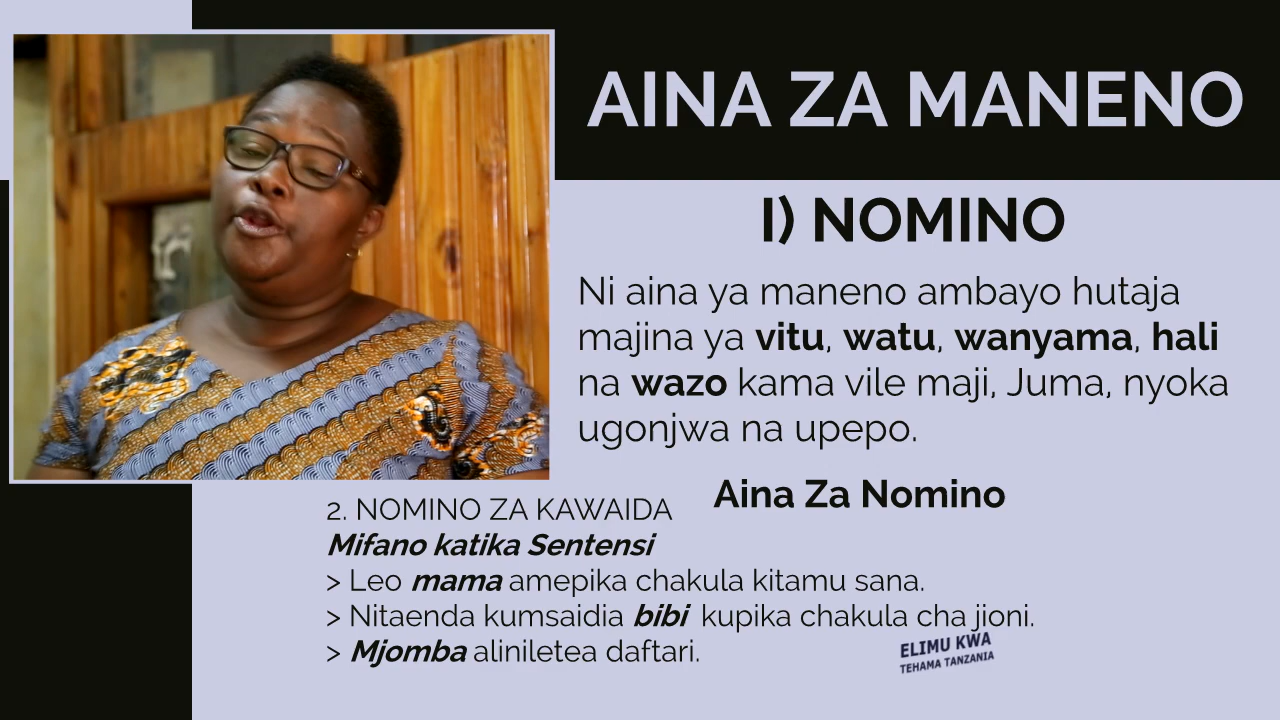 AINA ZA MANENO
I) NOMINO
Ni aina ya maneno ambayo hutaja
majina ya vitu, watu, wanyama, hali
na wazo kama vile maji, Juma, nyoka
ugonjwa na upepo.
Aina Za Nomino
2. NOMINO ZA KAWAIDA
Mifano katika Sentensi
> Leo mama amepika chakula kitamu sana.
> Nitaenda kumsaidia bibi kupika chakula cha jioni.
> Mjomba aliniletea daftari.
ELIMU KWA
TEHAMA TANZANIA